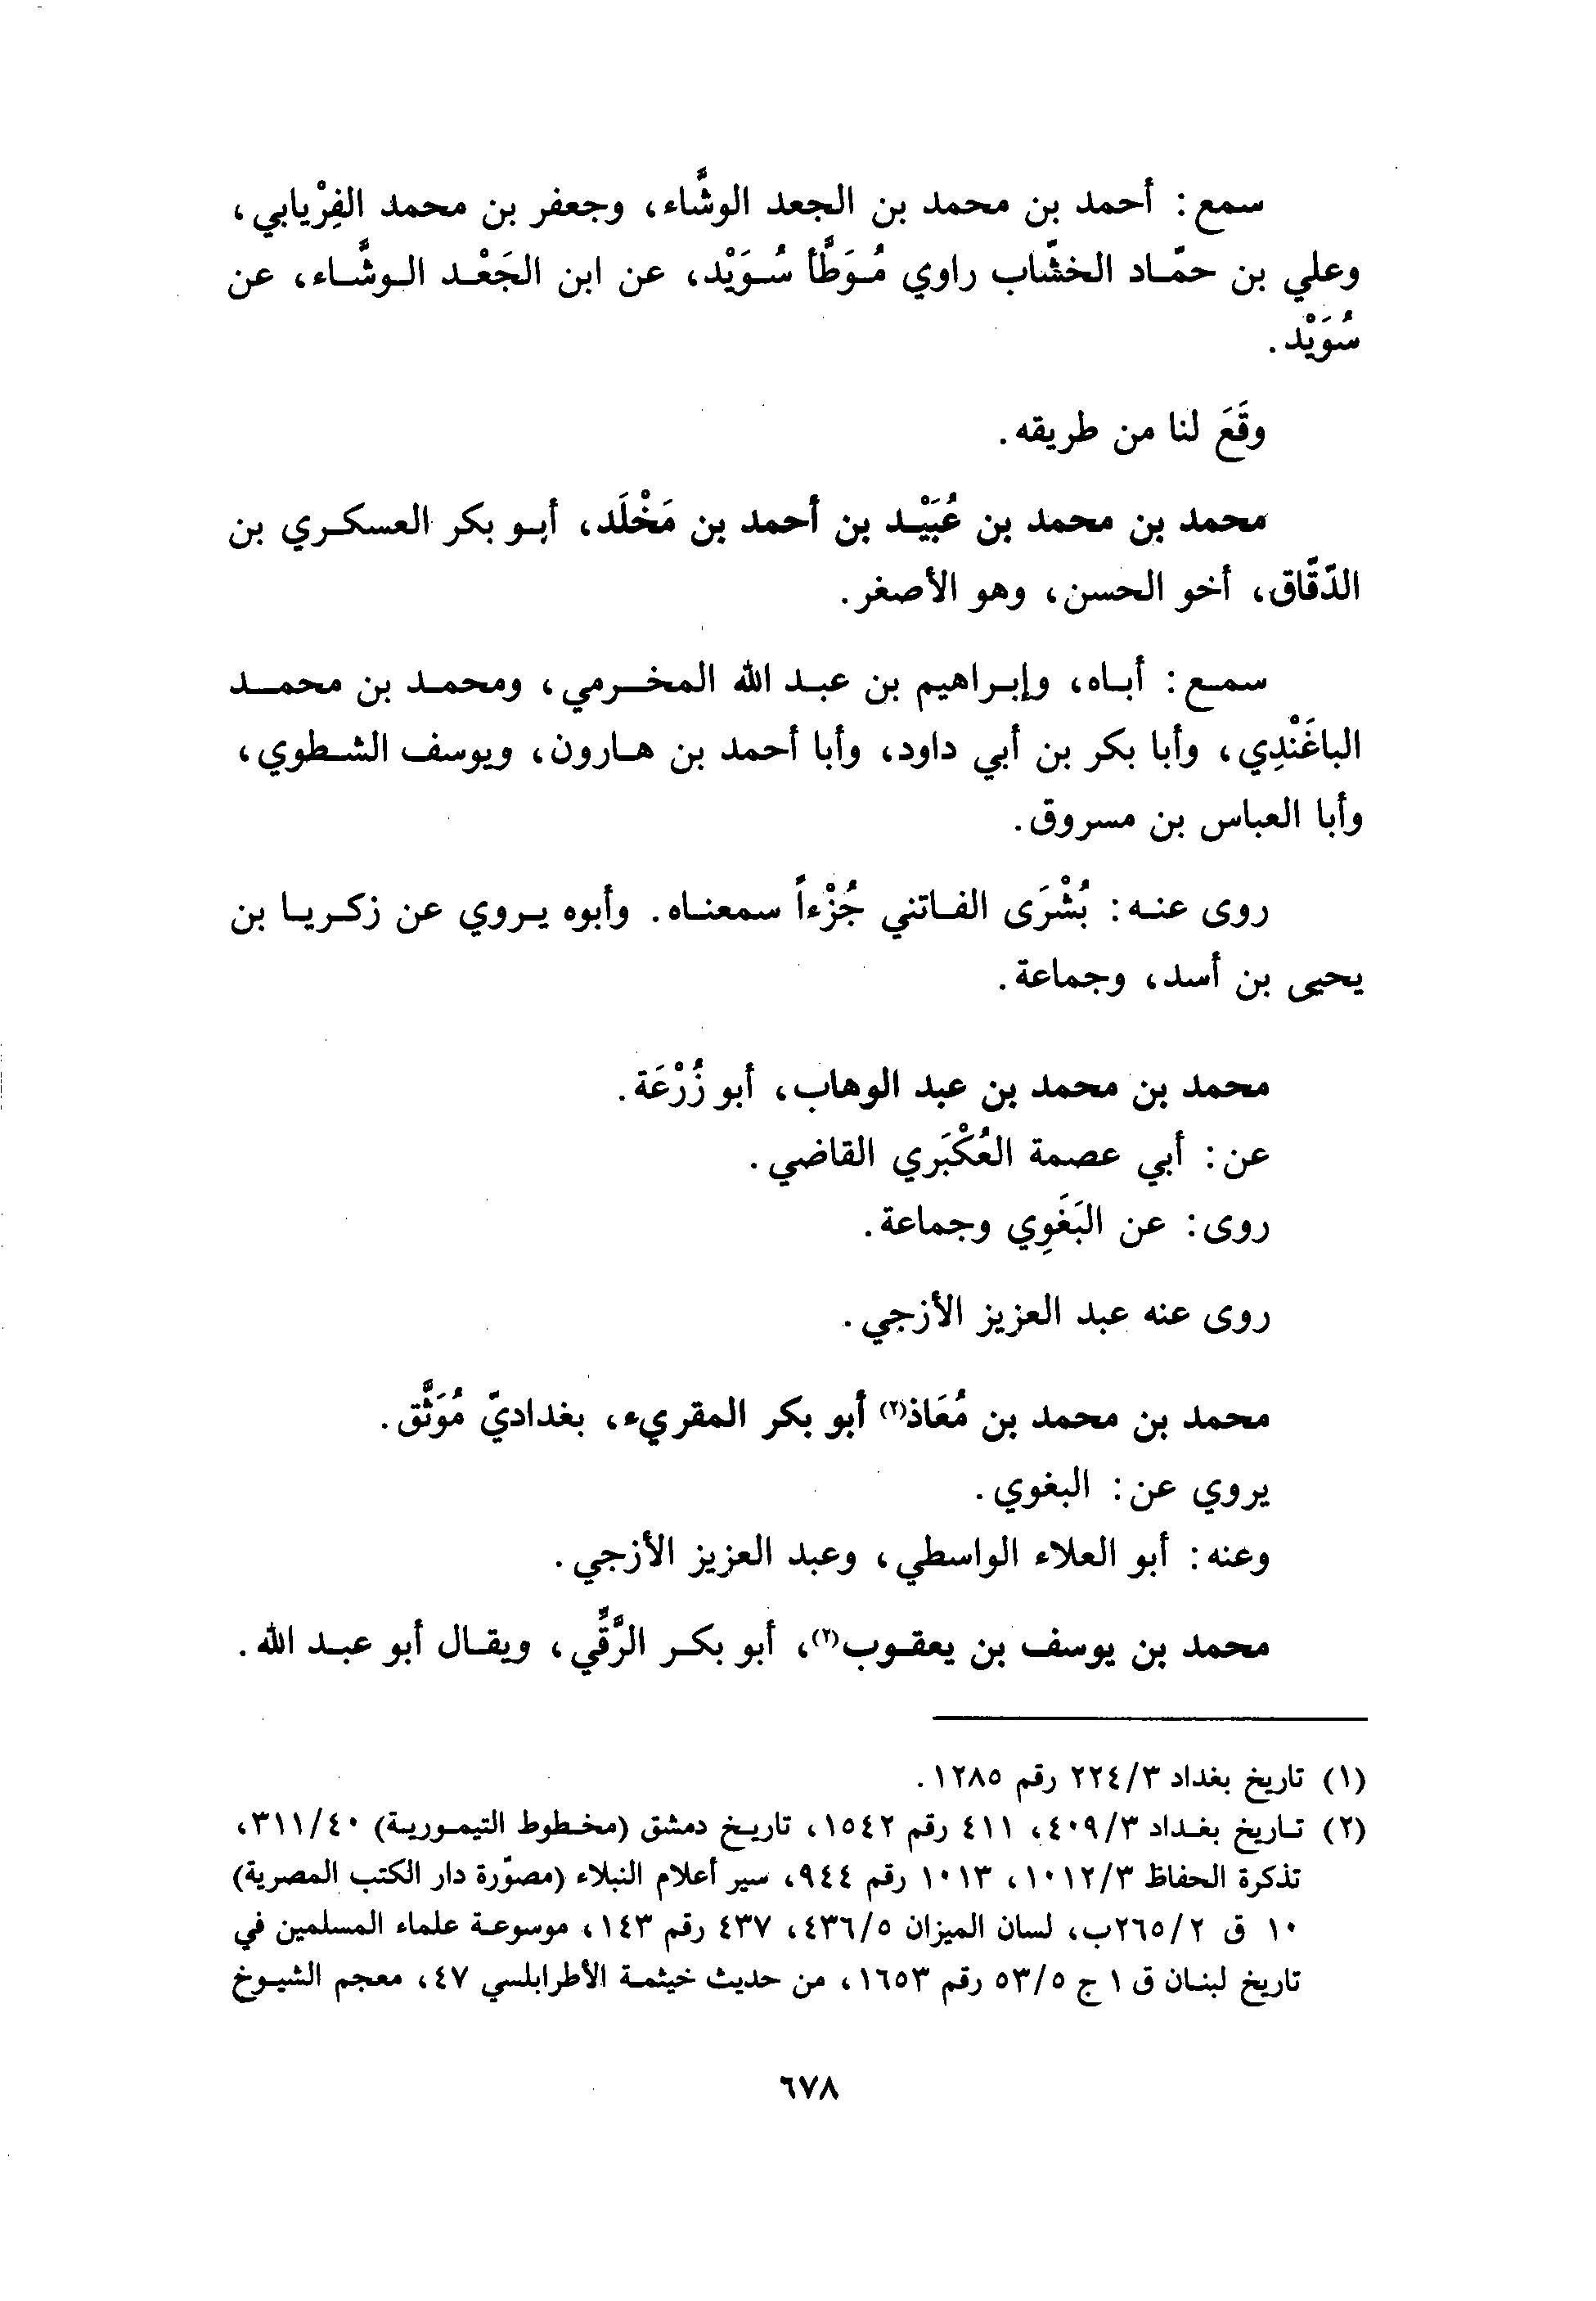 سمع: أحمد بن محمد بن الجعد الوشَّاء، وجعفر بن محمد الفِرْيابي،
وعلي بن حمّاد الخشّاب راوي مُوَطَّأ سُوَيْد، عن ابن الجَعْد الوشَّاء، عن
سُوَيْد.
وقَعَ لنا من طريقه.
محمد بن محمد بن عُبَيْد بن أحمد بن مَخْلَد، أبو بكر العسكري بن
الدّقّاق، أخو الحسن، وهو الأصغر.
سمع: أباه، وإبراهيم بن عبد الله المخرمي، ومحمد بن محمد
الباغَنْدِي، وأبا بكر بن أبي داود، وأبا أحمد بن هارون، ويوسف الشطوي،
وأبا العباس بن مسروق.
روى عنه: بُشْرَى الفاتني جُزْءاً سمعناه. وأبوه يروي عن زكريا بن
يحيى بن أسد، وجماعة.
محمد بن محمد بن عبد الوهاب، أبو زُرْعَة.
عن: أبي عصمة العُكْبَري القاضي.
روى: عن البَغَوِي وجماعة.
روى عنه عبد العزيز الأزجي.
محمد بن محمد بن مُعَاذ(٢) أبو بكر المقريء، بغداديّ مُوَثَّق.
يروي عن: البغوي.
وعنه: أبو العلاء الواسطي، وعبد العزيز الأزجي.
محمد بن يوسف بن يعقوب(٢)، أبو بكر الرَّقِّي، ويقال أبو عبد الله.
(١) تاريخ بغداد ٢٢٤/٣ رقم ١٢٨٥.
(٢) تاريخ بغداد ٤٠٩/٣، ٤١١ رقم ١٥٤٢، تاريخ دمشق (مخطوط التيمورية) ٣١١/٤٠،
تذكرة الحفاظ ١٠١٢/٣، ١٠١٣ رقم ٩٤٤، سير أعلام النبلاء (مصوّرة دار الكتب المصرية)
١٠ ق ٢٦٥/٢ب، لسان الميزان ٤٣٦/٥، ٤٣٧ رقم ١٤٣، موسوعة علماء المسلمين في
تاريخ لبنان ق ١ ج ٥٣/٥ رقم ١٦٥٣، من حديث خيثمة الأطرابلسي ٤٧، معجم الشيوخ
٦٧٨